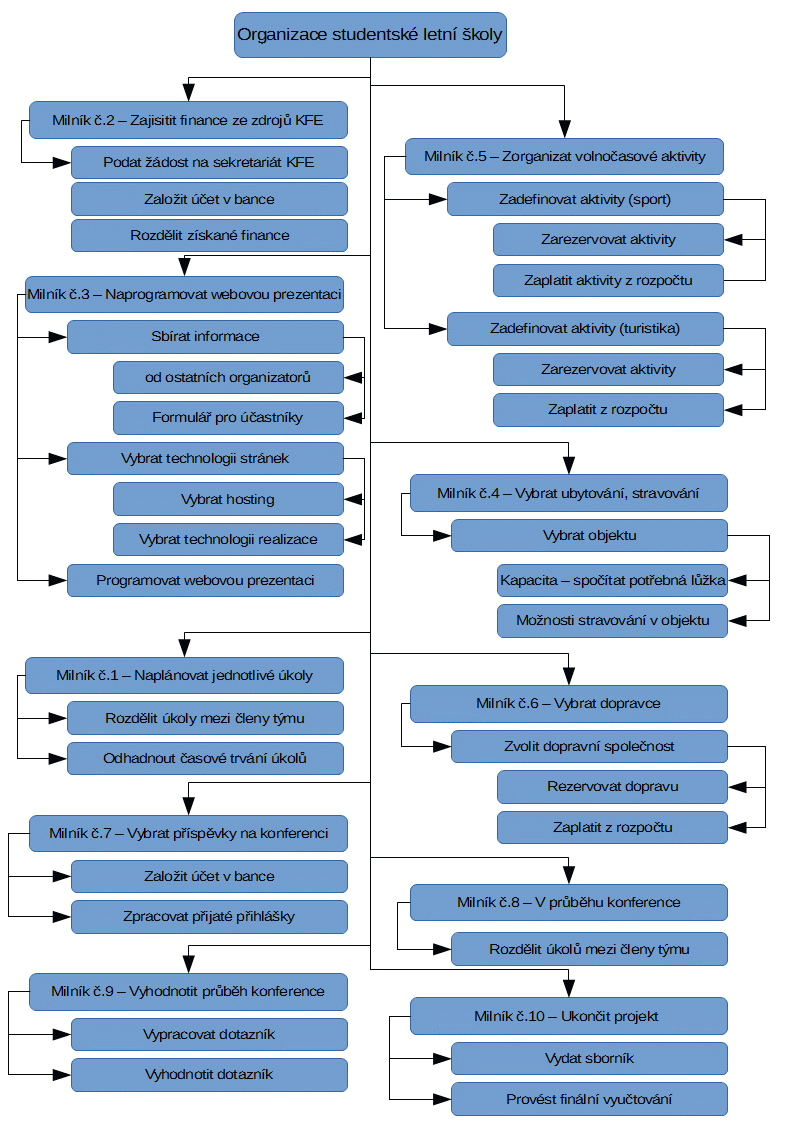 Organizace studentské letní školy
Milník č.2 – Zajisitit finance ze zdrojů KFE
Podat žádost na sekretariát KFE
Založit účet v bance
Rozdělit získané finance
Milník č.3 – Naprogramovat webovou prezentaci
Sbírat informace
od ostatních organizatorů
Formulář pro účastníky
Vybrat technologii stránek
Vybrat hosting
Vybrat technologii realizace
Programovat webovou prezentaci
Milník č.1 – Naplánovat jednotlivé úkoly
Rozdělit úkoly mezi členy týmu
Odhadnout časové trvání úkolů
Milník č.7 – Vybrat příspěvky na konferenci
Založit účet v bance
Zpracovat přijaté přihlášky
Milník č.9 – Vyhodnotit průběh konference
Vypracovat dotazník
Vyhodnotit dotazník
Milník č.5 – Zorganizat volnočasové aktivity
Zadefinovat aktivity (sport)
Zarezervovat aktivity
Zaplatit aktivity z rozpočtu
Zadefinovat aktivity (turistika)
Zarezervovat aktivity
Zaplatit z rozpočtu
Milník č.4 – Vybrat ubytování, stravování
Vybrat objektu
Kapacita – spočítat potřebná lůžka
Možnosti stravování v objektu
Milník č.6 – Vybrat dopravce
Zvolit dopravní společnost
Rezervovat dopravu
Zaplatit z rozpočtu
Milník č.8 – V průběhu konference
Rozdělit úkolů mezi členy týmu
Milník č.10 – Ukončit projekt
Vydat sborník
Provést finální vyučtování